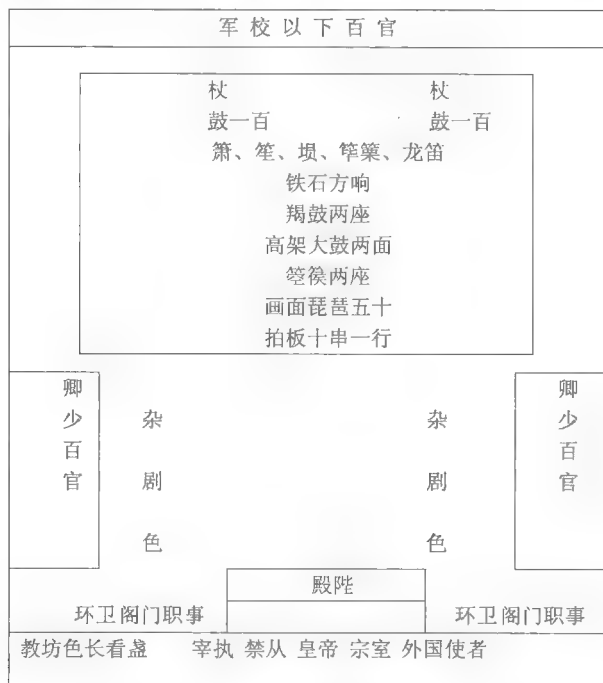 军校以下百官
杖 杖
鼓一百 鼓一百
箫、笙、埙、筚篥、龙笛
铁石方响
羯鼓两座
高架大鼓两面
箜篌两座
画面琵琶五十
拍板十串一行
卿少百官
杂剧色
杂剧色
卿少百官
殿陛
环卫阁门职事 环卫阁门职事
教坊色长看盏 宰执 禁从 皇帝 宗室 外国使者